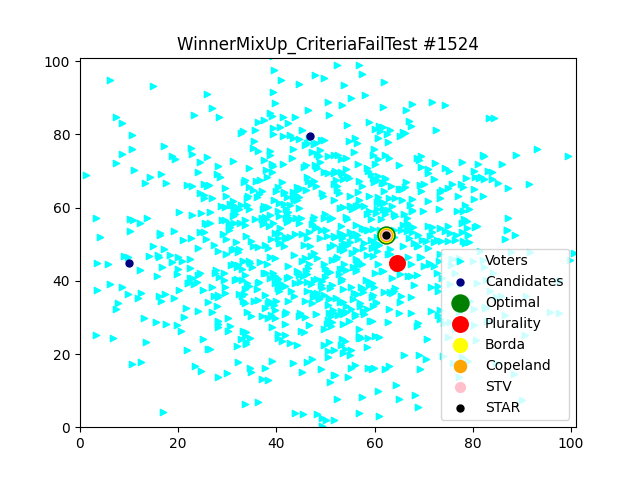 WinnerMixUp_CriteriaFailTest #1524
100
80
60
40
20
0
0
20
40
60
80
100
Voters
Candidates
Optimal
Plurality
Borda
Copeland
STV
STAR